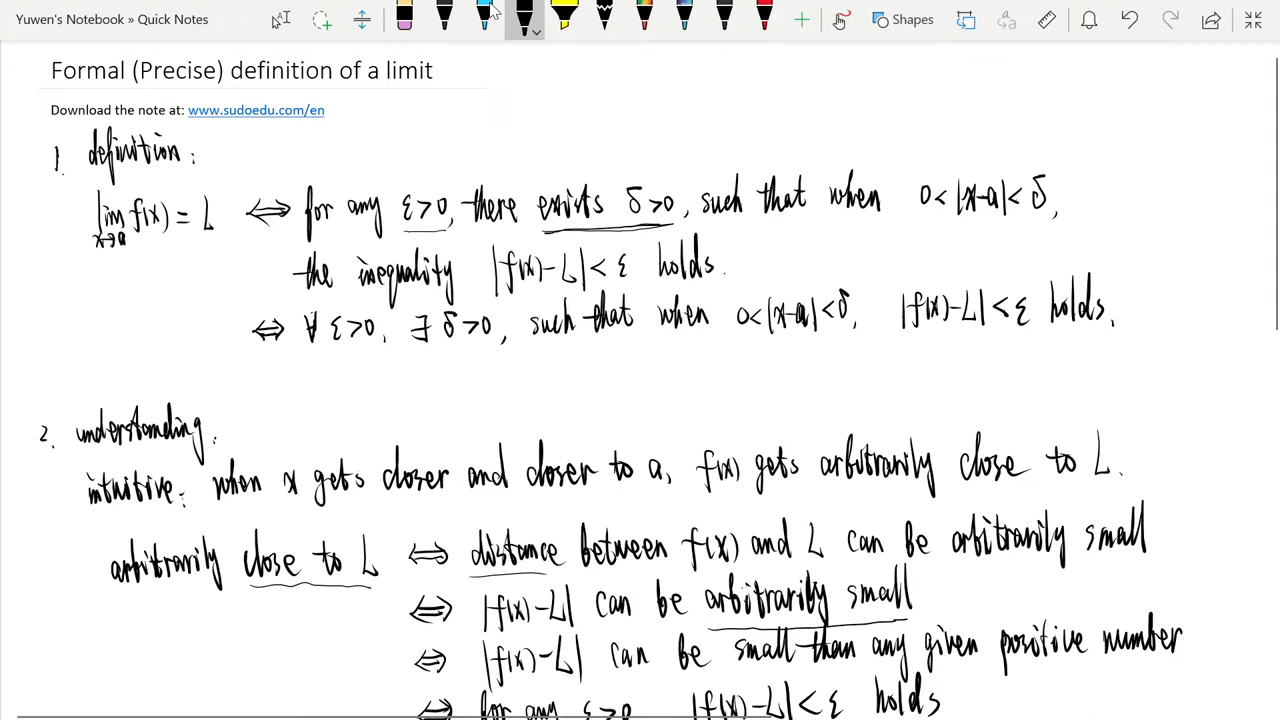 Yuwen's Notebook » Quick Notes
Shapes
Formal (Precise) definition of a limit
Download the note at: www.sudoedu.com/en
1. definition:
lim f(x) = L ⇔ for any ε>0, there exists δ>0, such that when 0<|x-a|<δ,
x→a
the inequality |f(x)-L|<ε holds.
⇔ ∀ ε>0, ∃ δ>0, such that when 0<|x-a|<δ, |f(x)-L|<ε holds.
2. understanding:
intuitive: when x gets closer and closer to a, f(x) gets arbitrarily close to L.
arbitrarily close to L ⇔ distance between f(x) and L can be arbitrarily small
⇔ |f(x)-L| can be arbitrarily small
⇔ |f(x)-L| can be small than any given positive number
⇔ for any ε>0 |f(x)-L|<ε holds